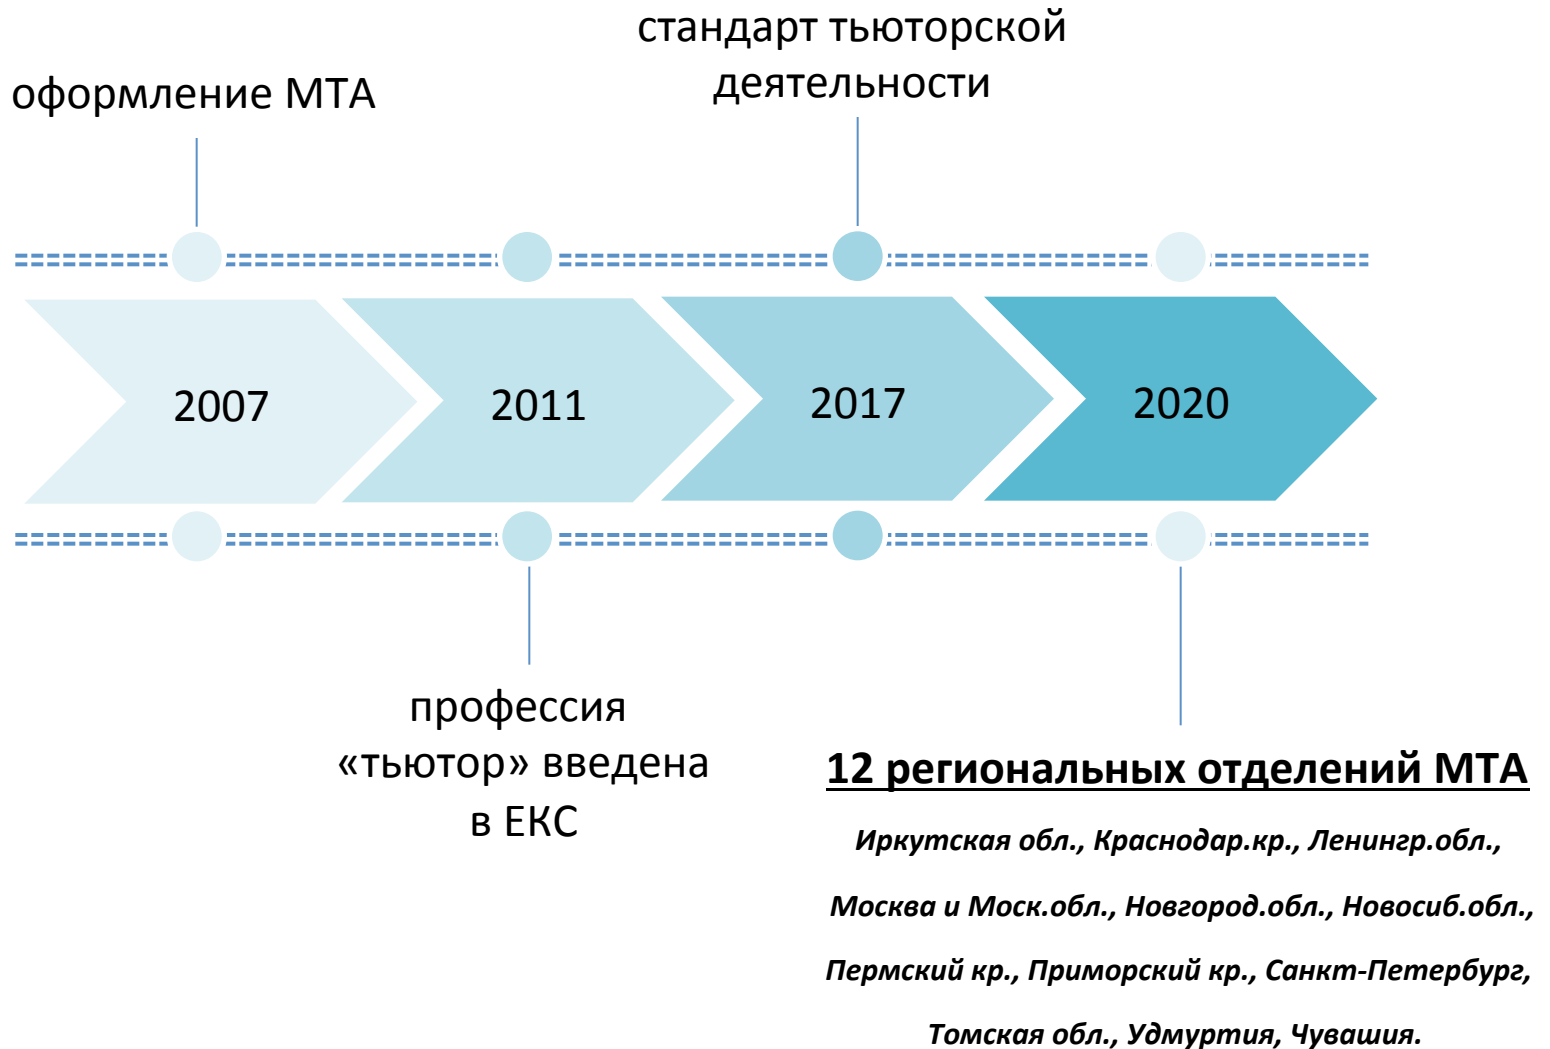 стандарт тьюторской
деятельности
оформление МТА
2007
2011
2017
2020
профессия
«тьютор» введена
в ЕКС
12 региональных отделений МТА
Иркутская обл., Краснодар.кр., Ленингр.обл.,
Москва и Моск.обл., Новгород.обл., Новосиб.обл.,
Пермский кр., Приморский кр., Санкт-Петербург,
Томская обл., Удмуртия, Чувашия.